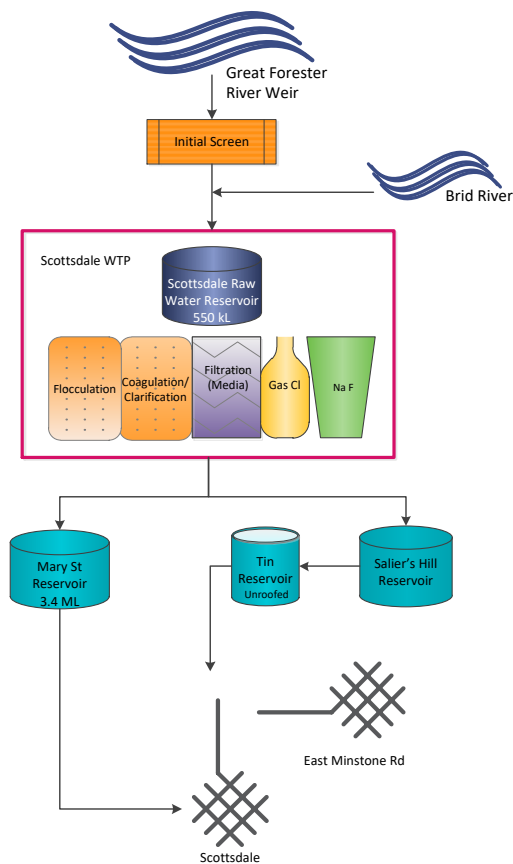 Great Forester
River Weir
Initial Screen
Brid River
Scottsdale WTP
Scottsdale Raw
Water Reservoir
550 kL
Flocculation
Coagulation/
Clarification
Filtration
(Media)
Gas Cl
Na F
Mary St
Reservoir
3.4 ML
Tin
Reservoir
Unroofed
Salier's Hill
Reservoir
East Minstone Rd
Scottsdale